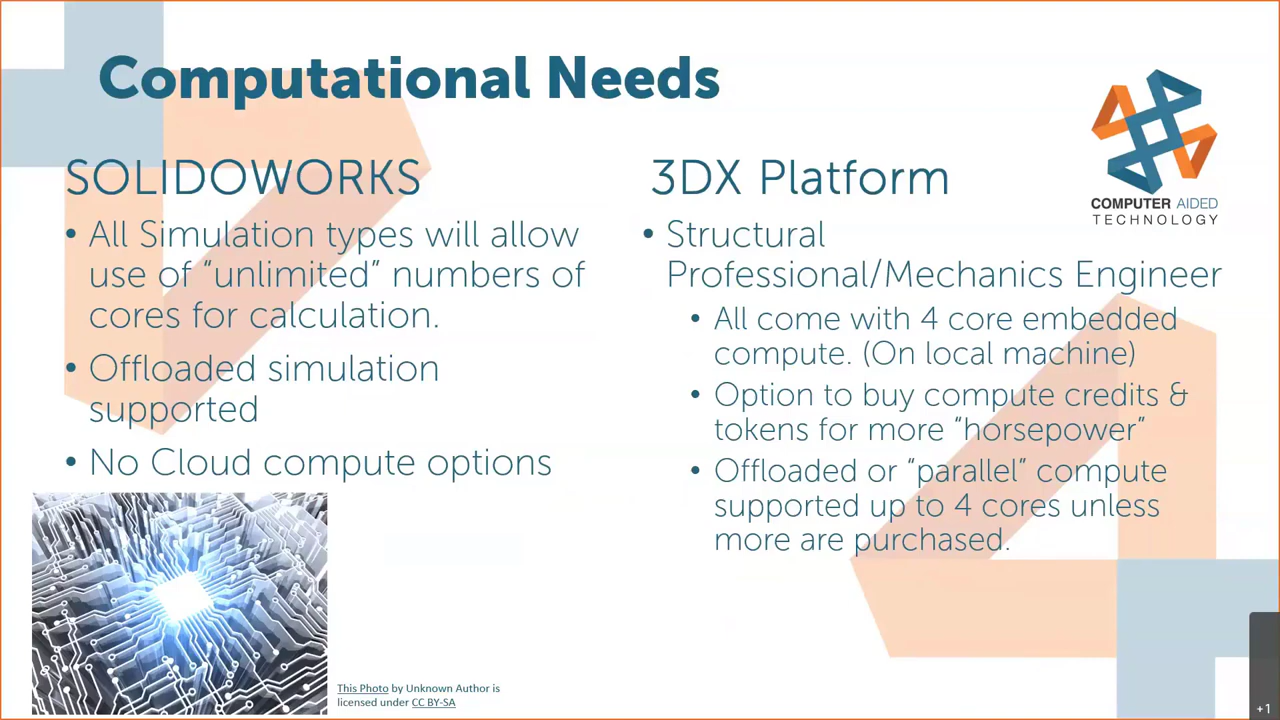 Computational Needs
COMPUTER AIDED
TECHNOLOGY
SOLIDOWORKS
• All Simulation types will allow
use of “unlimited” numbers of
cores for calculation.
• Offloaded simulation
supported
• No Cloud compute options
3DX Platform
• Structural
Professional/Mechanics Engineer
• All come with 4 core embedded
compute. (On local machine)
• Option to buy compute credits &
tokens for more “horsepower”
• Offloaded or “parallel” compute
supported up to 4 cores unless
more are purchased.
This Photo by Unknown Author is
licensed under CC BY-SA
+1